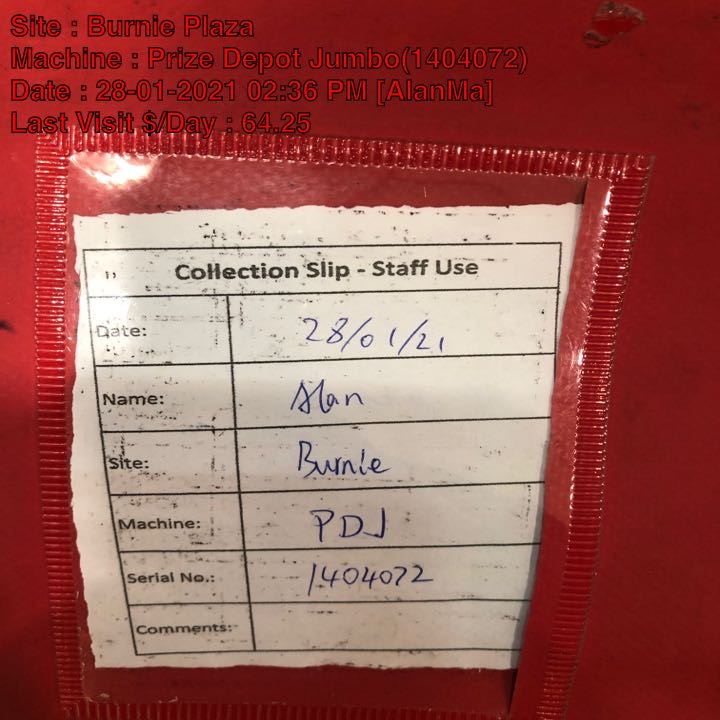 Site : Burnie Plaza
Machine : Prize Depot Jumbo(1404072)
Date : 28-01-2021 02:36 PM [AlanMa]
Last Visit $/Day : 64.25
Collection Slip - Staff Use
Date: 28/01/21
Name: Alan
Site: Burnie
Machine: PDJ
Serial No.: 1404072
Comments: